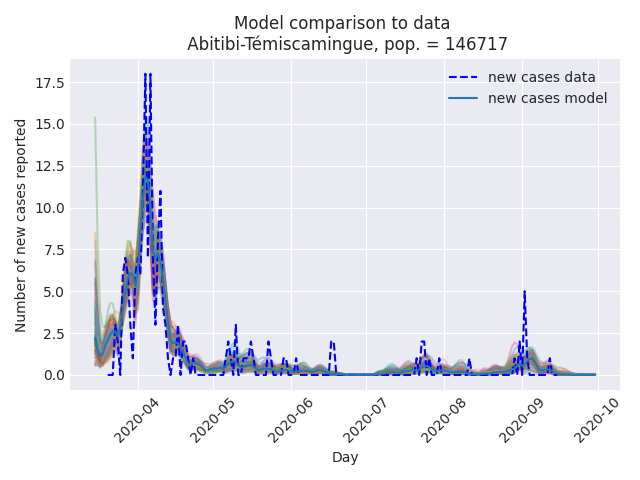 Model comparison to data
Abitibi-Témiscamingue, pop. = 146717
new cases data
new cases model
Number of new cases reported
17.5
15.0
12.5
10.0
7.5
5.0
2.5
0.0
2020-04
2020-05
2020-06
2020-07
2020-08
2020-09
2020-10
Day